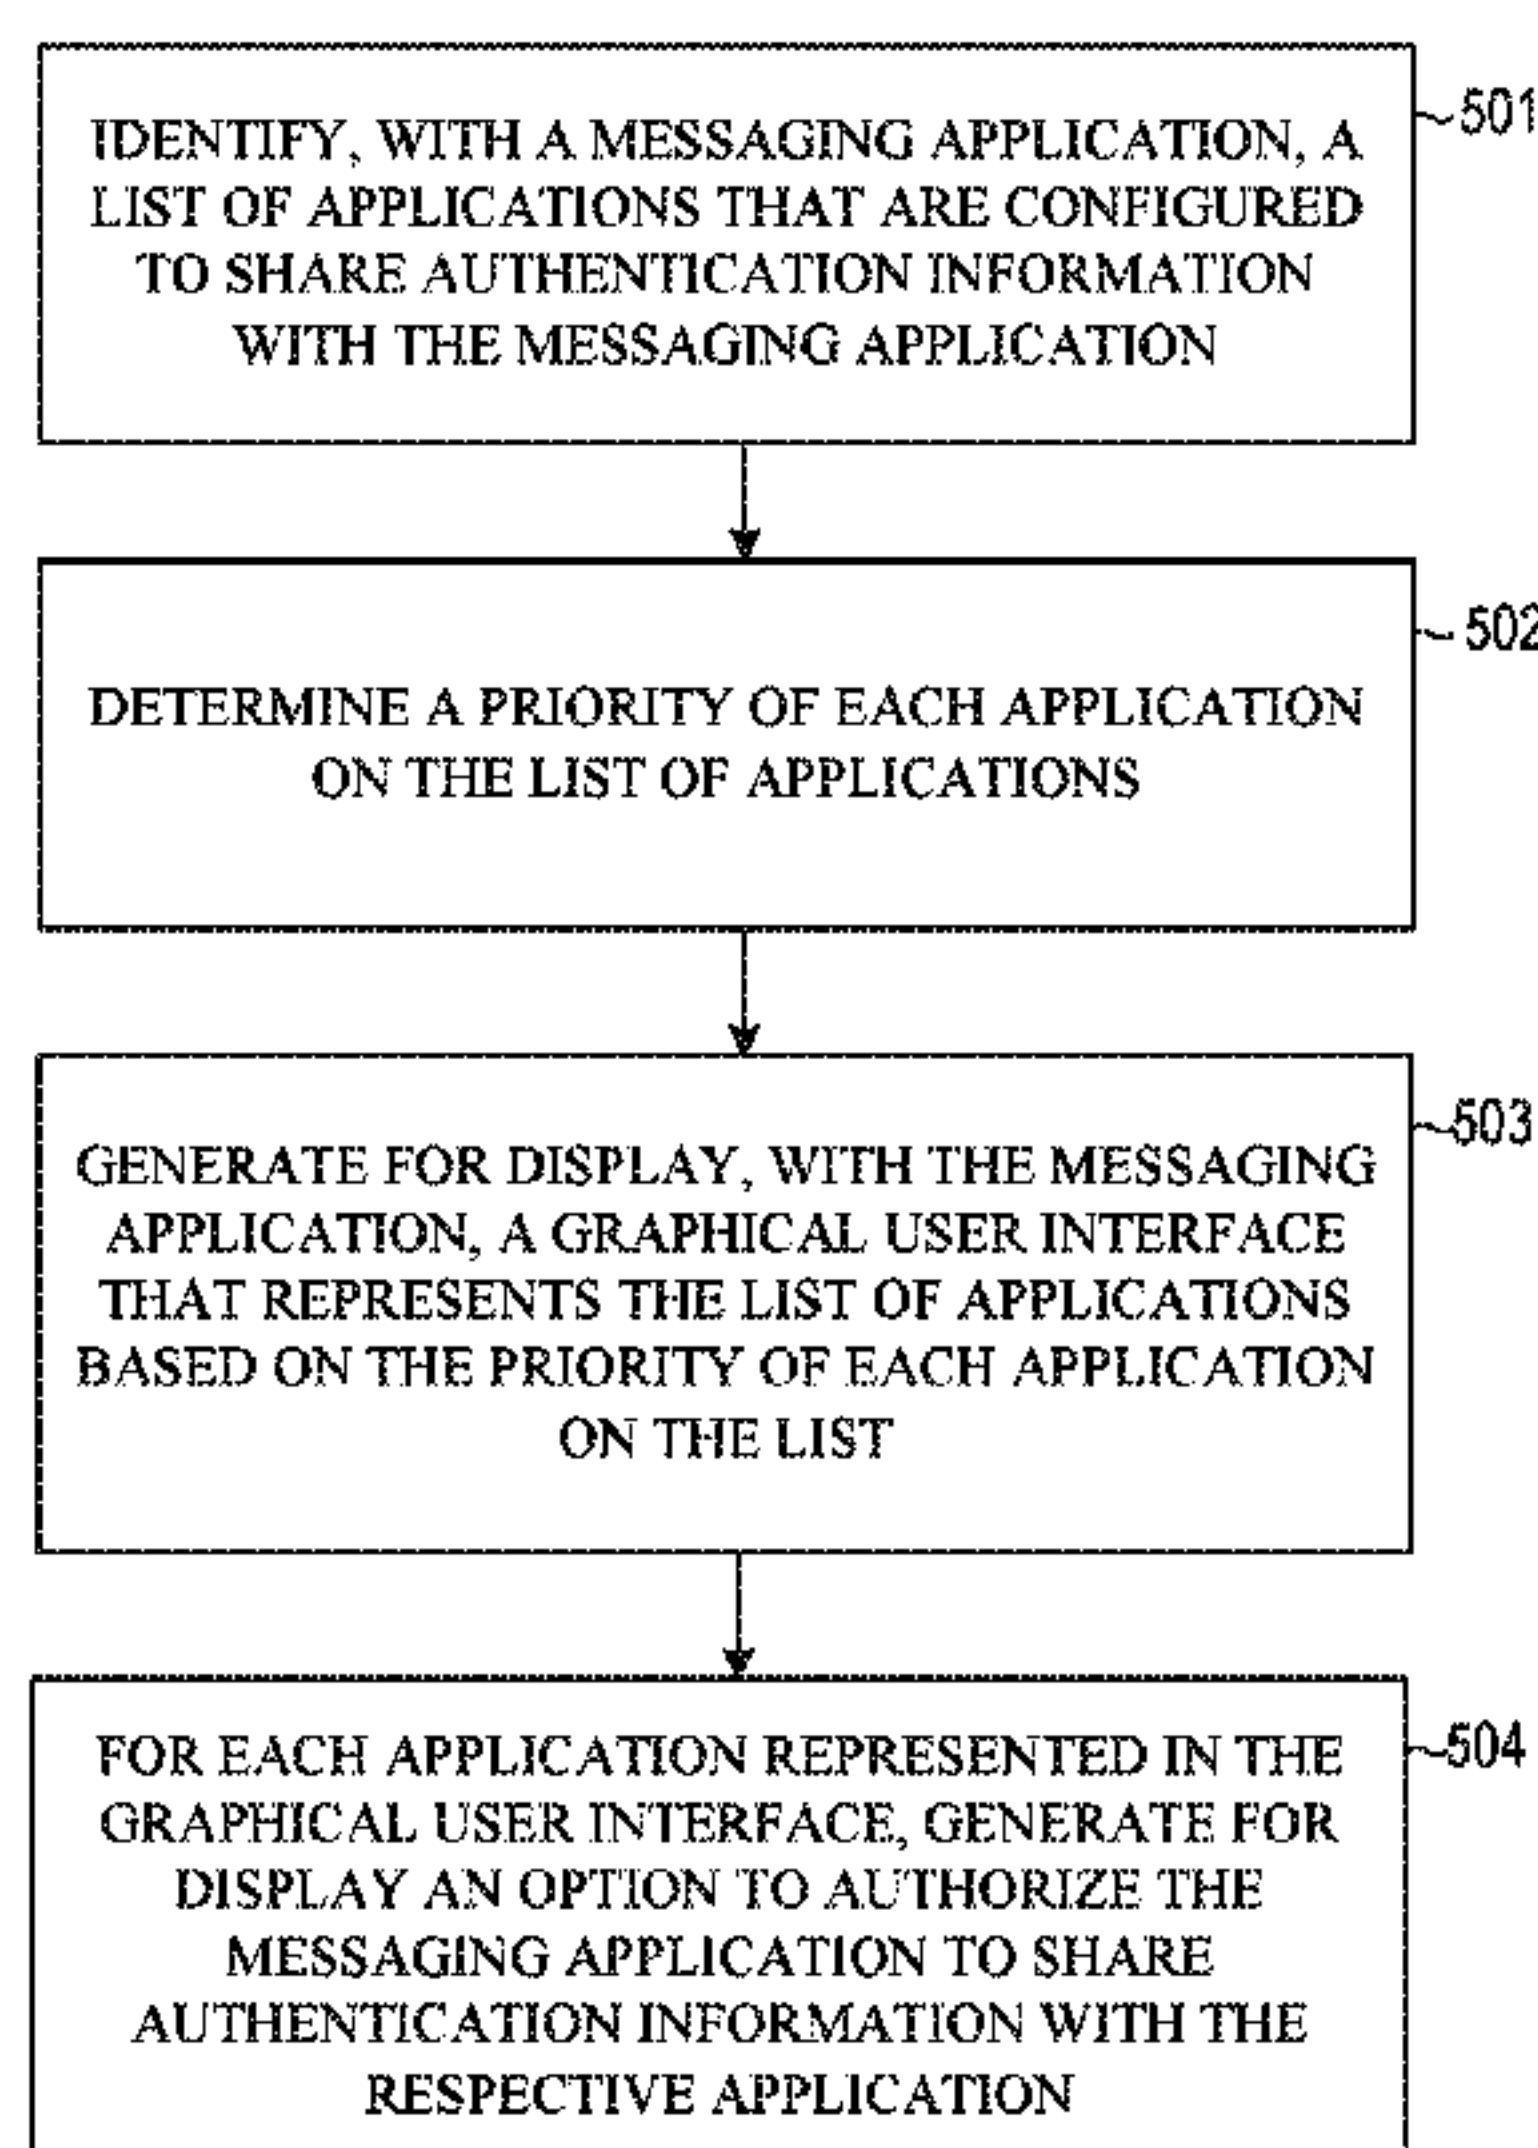 IDENTIFY, WITH A MESSAGING APPLICATION, A
LIST OF APPLICATIONS THAT ARE CONFIGURED
TO SHARE AUTHENTICATION INFORMATION
WITH THE MESSAGING APPLICATION
501
DETERMINE A PRIORITY OF EACH APPLICATION
ON THE LIST OF APPLICATIONS
502
GENERATE FOR DISPLAY, WITH THE MESSAGING
APPLICATION, A GRAPHICAL USER INTERFACE
THAT REPRESENTS THE LIST OF APPLICATIONS
BASED ON THE PRIORITY OF EACH APPLICATION
ON THE LIST
503
FOR EACH APPLICATION REPRESENTED IN THE
GRAPHICAL USER INTERFACE, GENERATE FOR
DISPLAY AN OPTION TO AUTHORIZE THE
MESSAGING APPLICATION TO SHARE
AUTHENTICATION INFORMATION WITH THE
RESPECTIVE APPLICATION
504